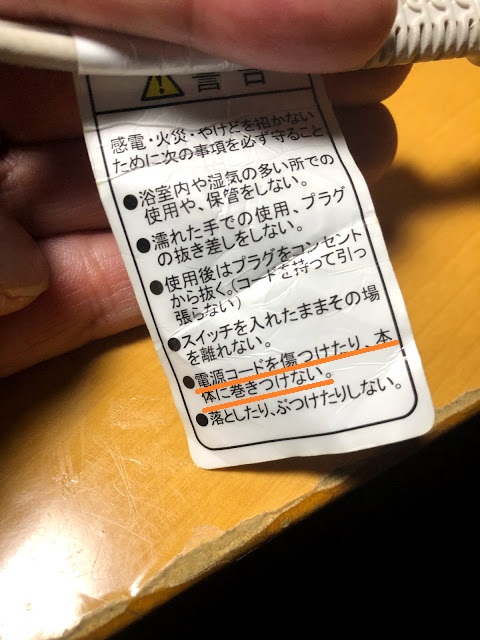 警告
感電・火災・やけどを招かない
ために次の事項を必ず守ること
●浴室内や湿気の多い所での
使用や、保管をしない。
●濡れた手での使用、プラグ
の抜き差しをしない。
●使用後はプラグをコンセント
から抜く。(コードを持って引っ
張らない)
●スイッチを入れたままその場
を離れない。
●電源コードを傷つけたり、本
体に巻きつけない。
●落としたり、ぶつけたりしない。